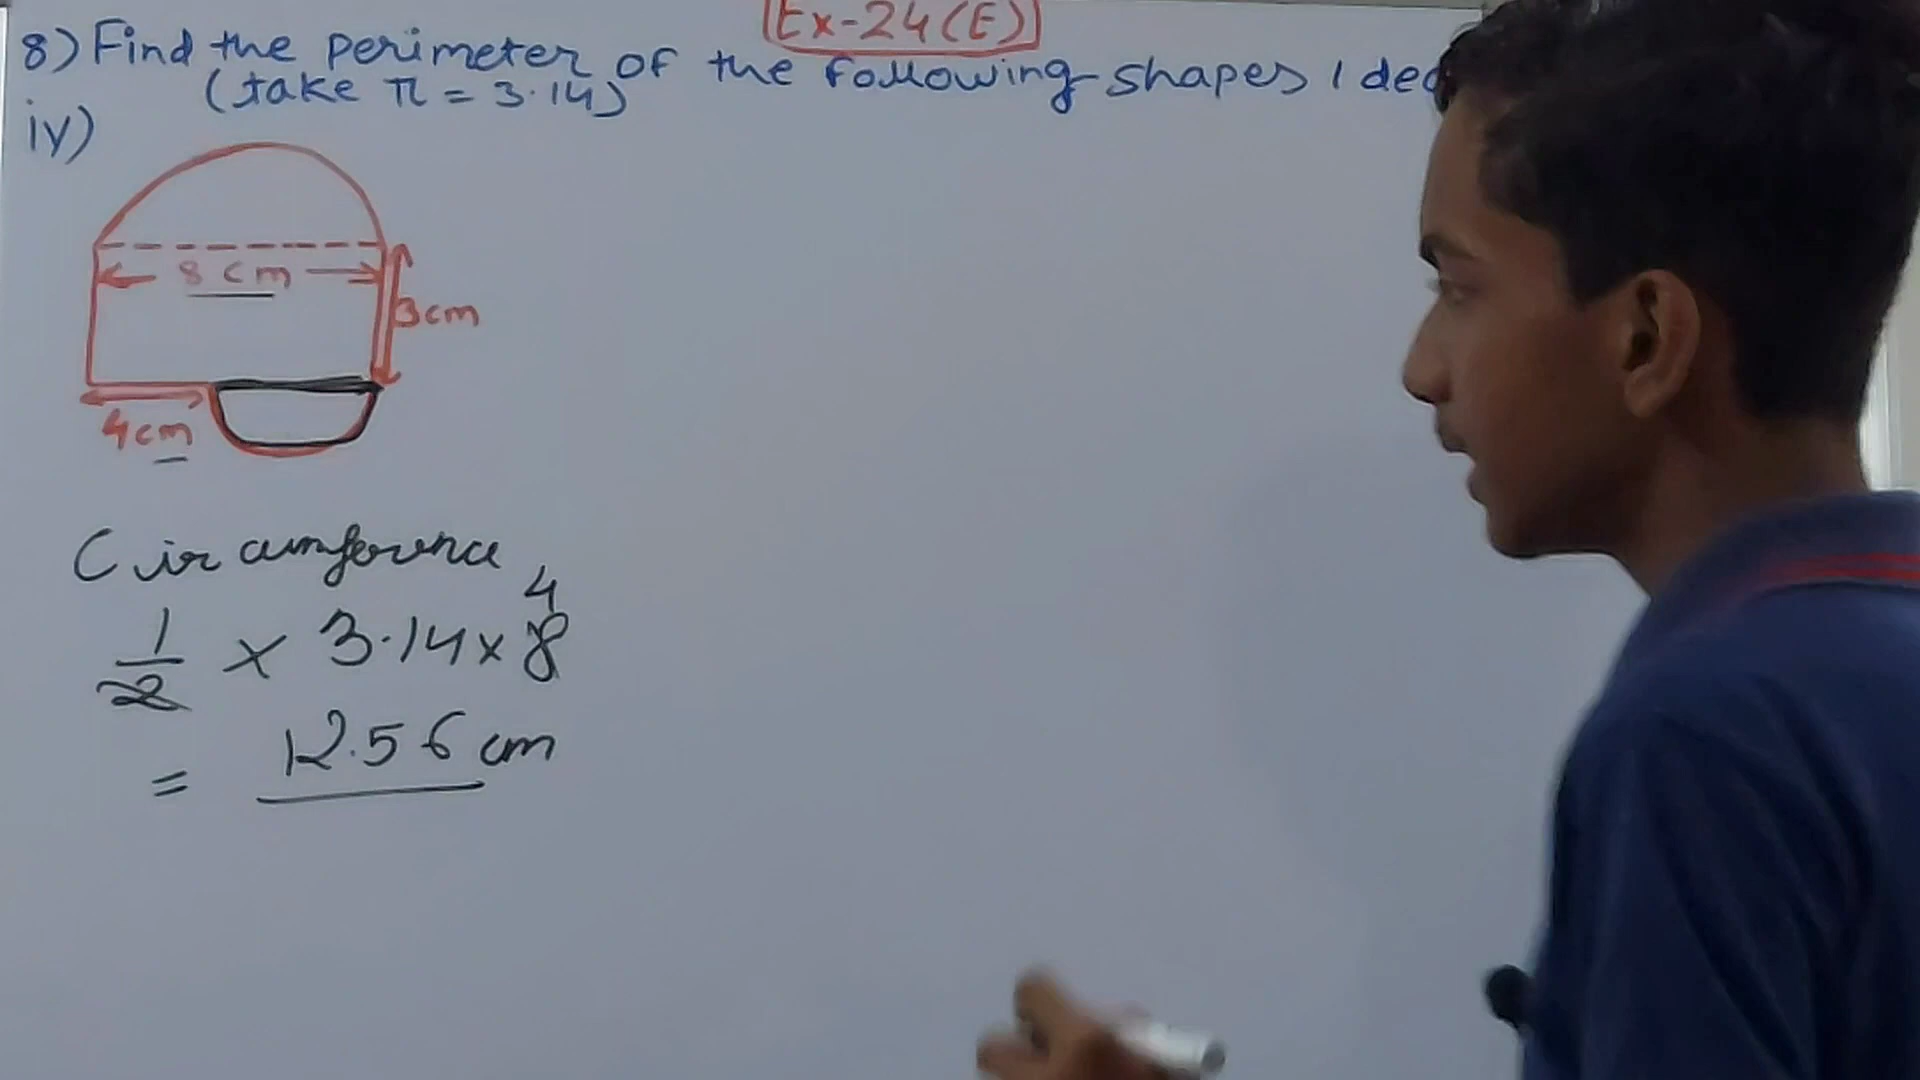 Ex-24(E)
8) Find the perimeter of the following shapes 1
(take π = 3.14)
iv)
8 cm
3cm
4cm
Circumference
4
1/2 × 3.14 × 8
= 12.56 cm